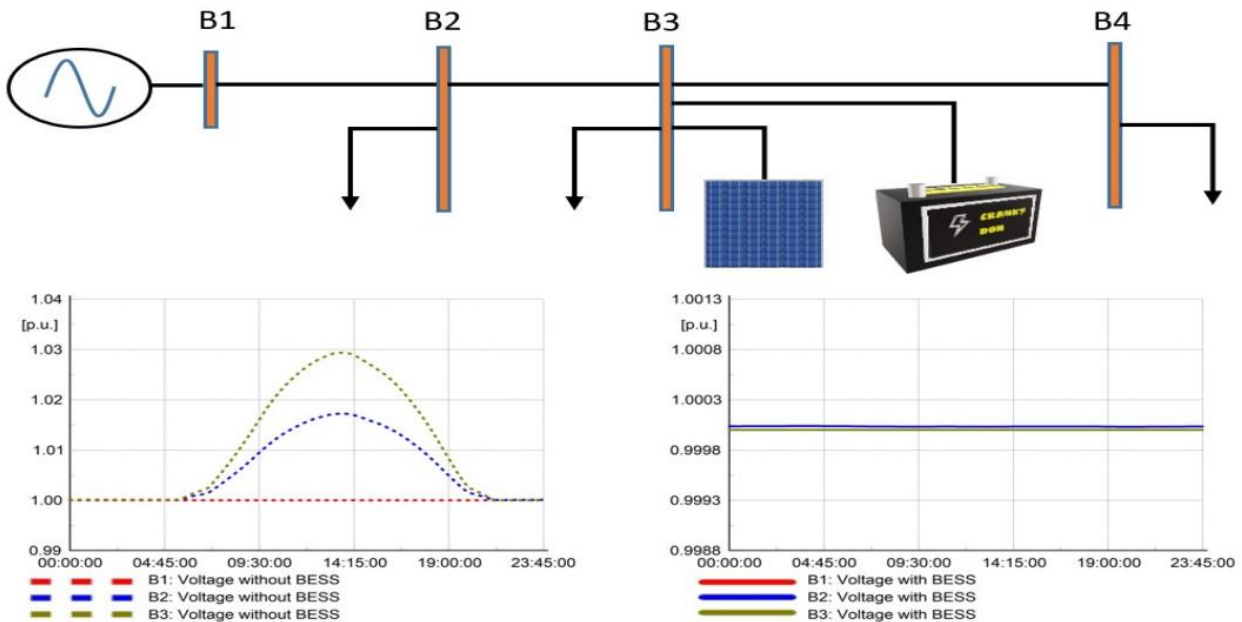 B1
B2
B3
B4
CRANKY
DON
1.04
[p.u.]
1.03
1.02
1.01
1.00
0.99
00:09:00:00
04:45:00
09:30:00
14:15:00
19:00:00
23:45:00
B1: Voltage without BESS
B2: Voltage without BESS
B3: Voltage without BESS
1.0013
[p.u.]
1.0008
1.0003
0.9998
0.9993
0.9988
00:00:00
04:45:00
09:30:00
14:15:00
19:00:00
23:45:00
B1: Voltage with BESS
B2: Voltage with BESS
B3: Voltage with BESS